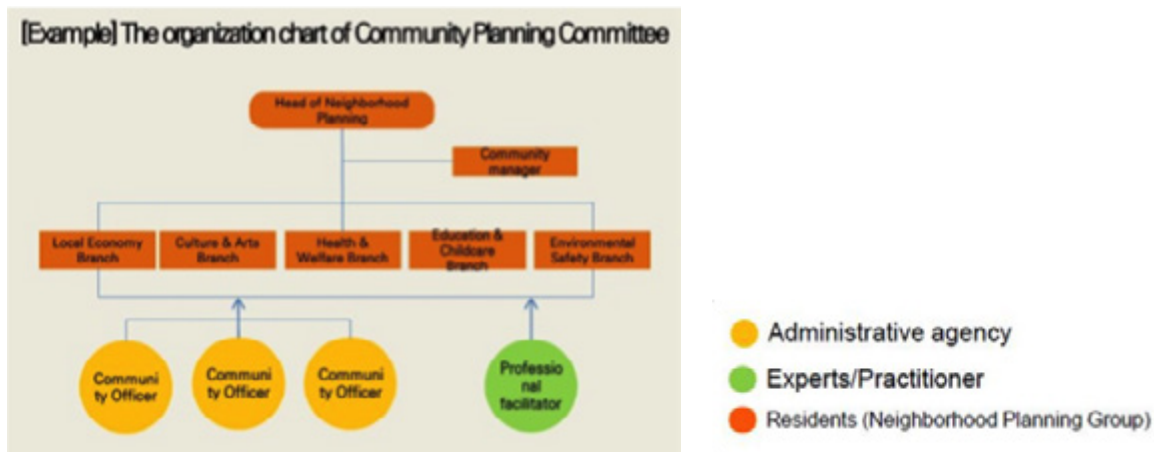 [Example] The organization chart of Community Planning Committee
Head of Neighborhood
Planning
Community
manager
Local Economy
Branch
Culture & Arts
Branch
Health &
Welfare Branch
Education &
Childcare
Branch
Environmental
Safety Branch
Communi
ty Officer
Communi
ty Officer
Communi
ty Officer
Professio
nal
facilitator
Administrative agency
Experts/Practitioner
Residents (Neighborhood Planning Group)